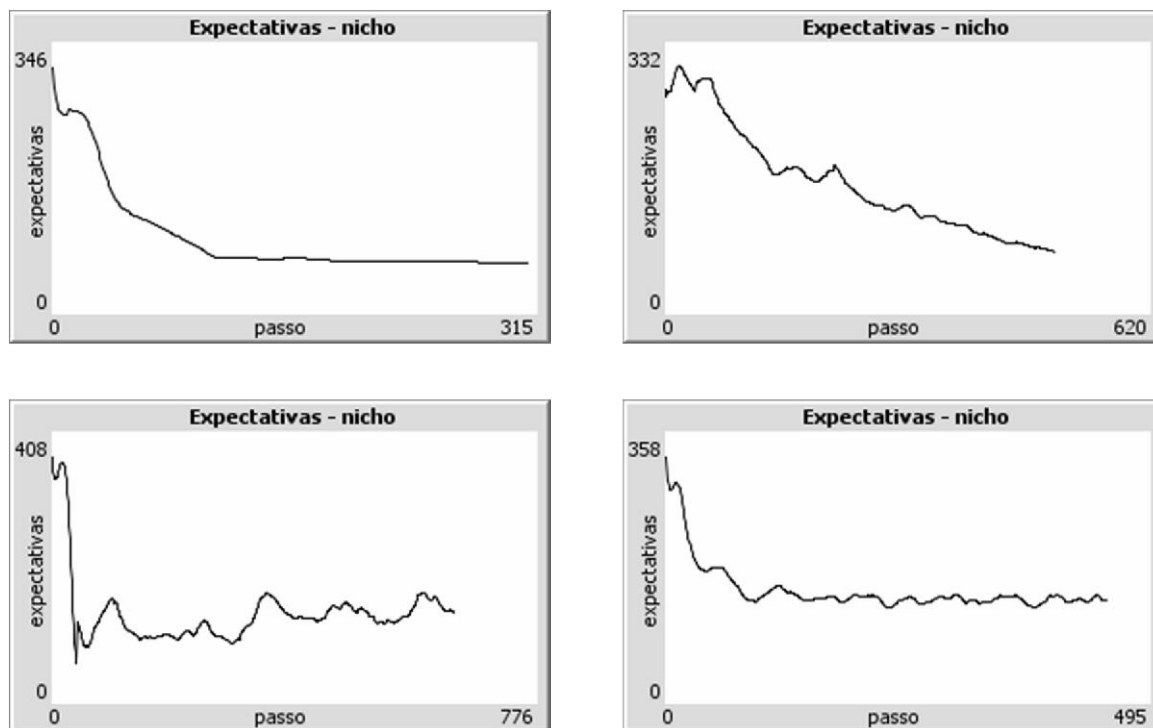 Expectativas - nicho
346
expectativas
0
0 passo 315
Expectativas - nicho
332
expectativas
0
0 passo 620
Expectativas - nicho
408
expectativas
0
0 passo 776
Expectativas - nicho
358
expectativas
0
0 passo 495